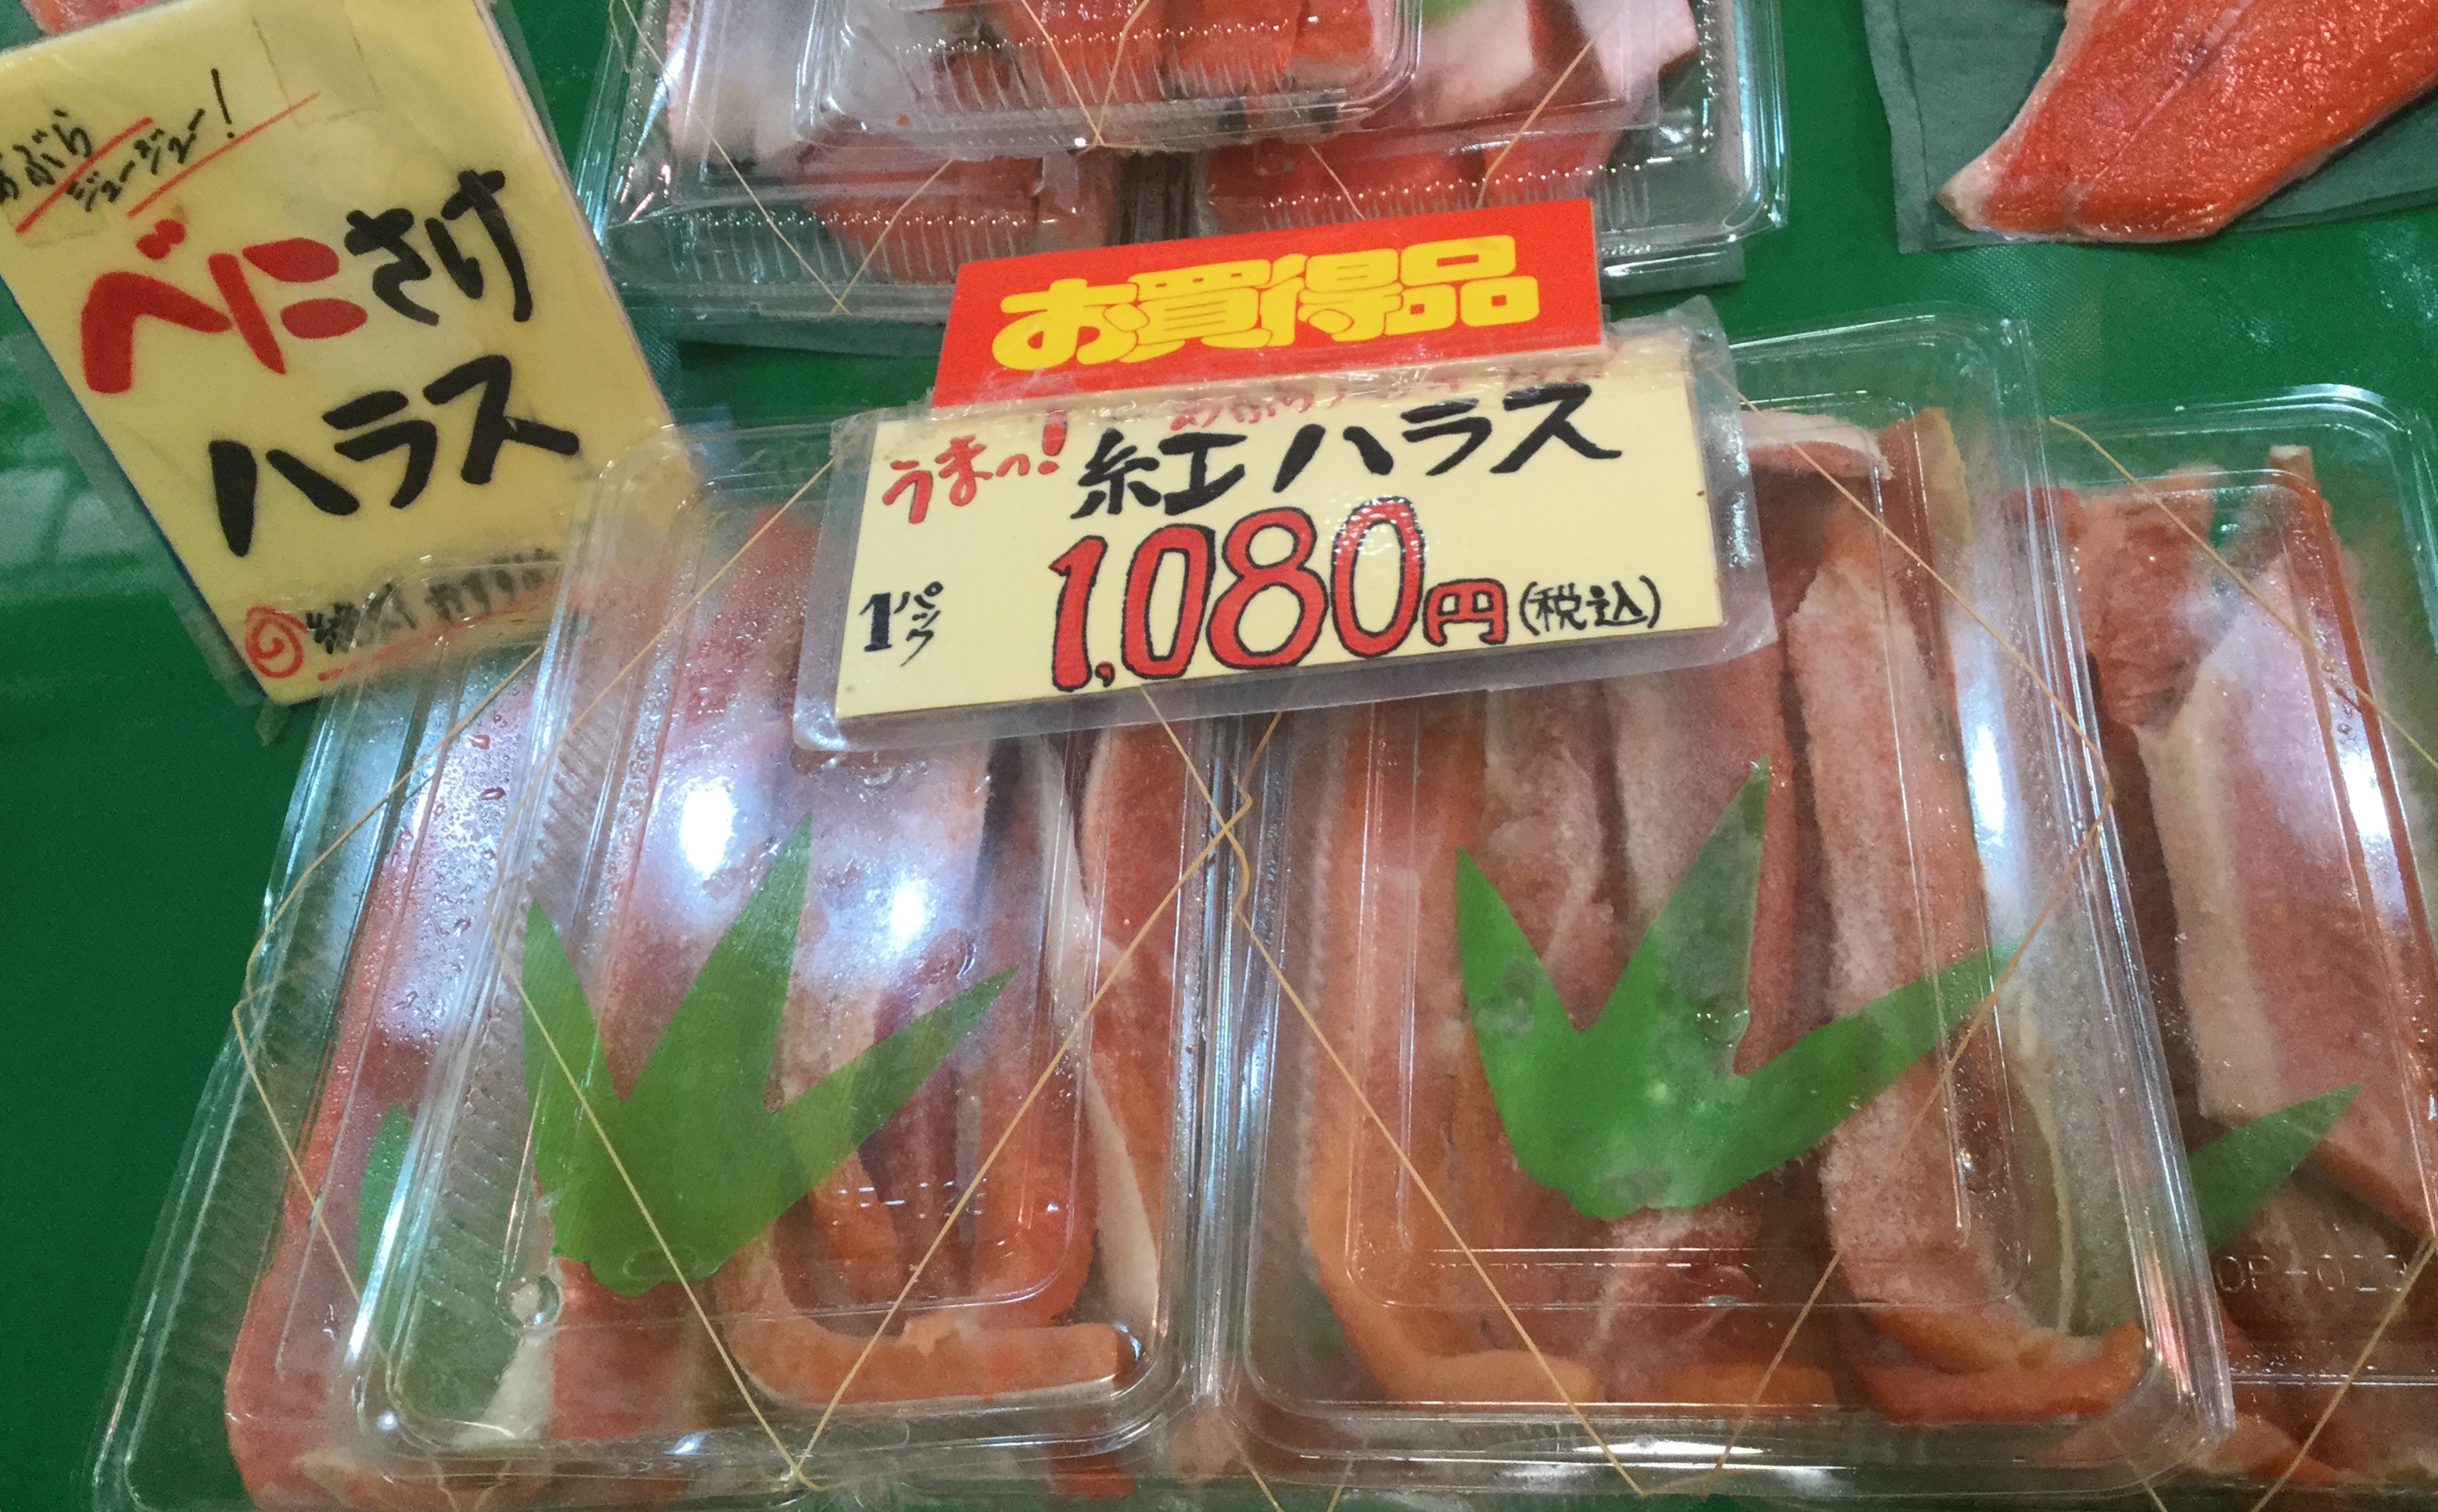 あぶら
ジュージュー!
べにさけ
ハラス
お買得品
うまっ! 紅ハラス
1パック 1,080円(税込)